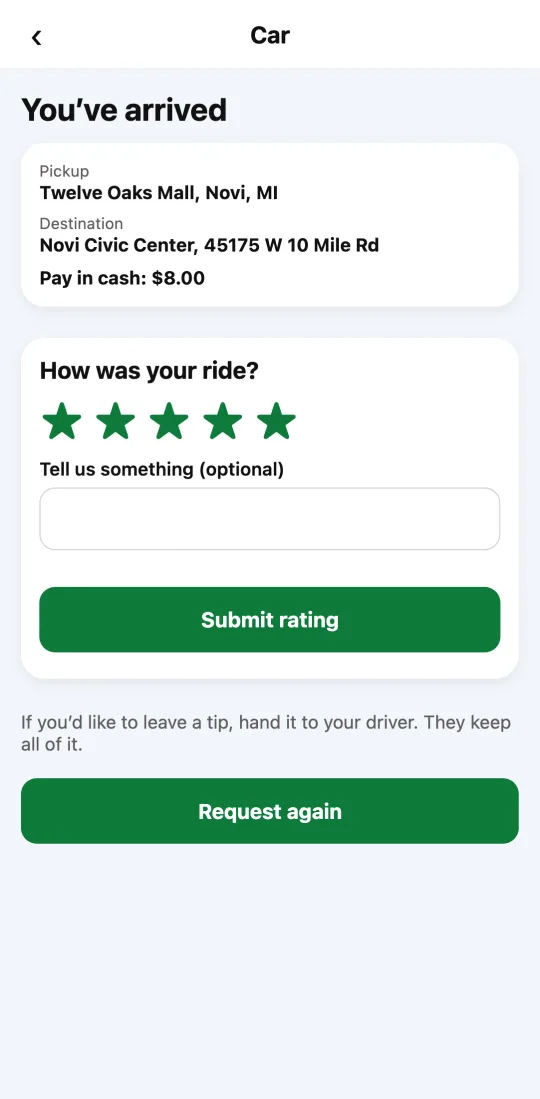 Car
You’ve arrived
Pickup
Twelve Oaks Mall, Novi, MI
Destination
Novi Civic Center, 45175 W 10 Mile Rd
Pay in cash: $8.00
How was your ride?
Tell us something (optional)
Submit rating
If you’d like to leave a tip, hand it to your driver. They keep
all of it.
Request again